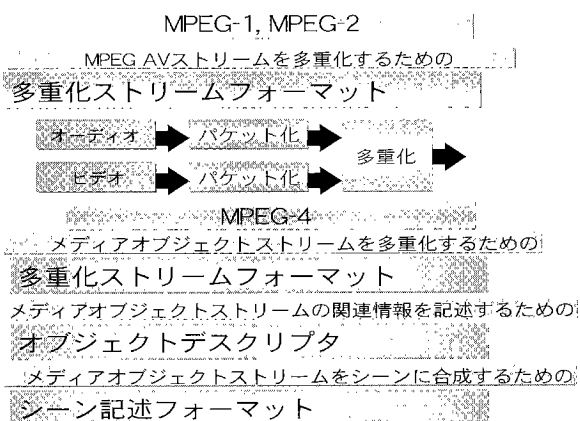 MPEG-1, MPEG-2
MPEG AVストリームを多重化するための
多重化ストリームフォーマット
オーディオ パケット化
多重化
ビデオ パケット化
MPEG-4
メディアオブジェクトストリームを多重化するための
多重化ストリームフォーマット
メディアオブジェクトストリームの関連情報を記述するための
オブジェクトデスクリプタ
メディアオブジェクトストリームをシーンに合成するための
シーン記述フォーマット